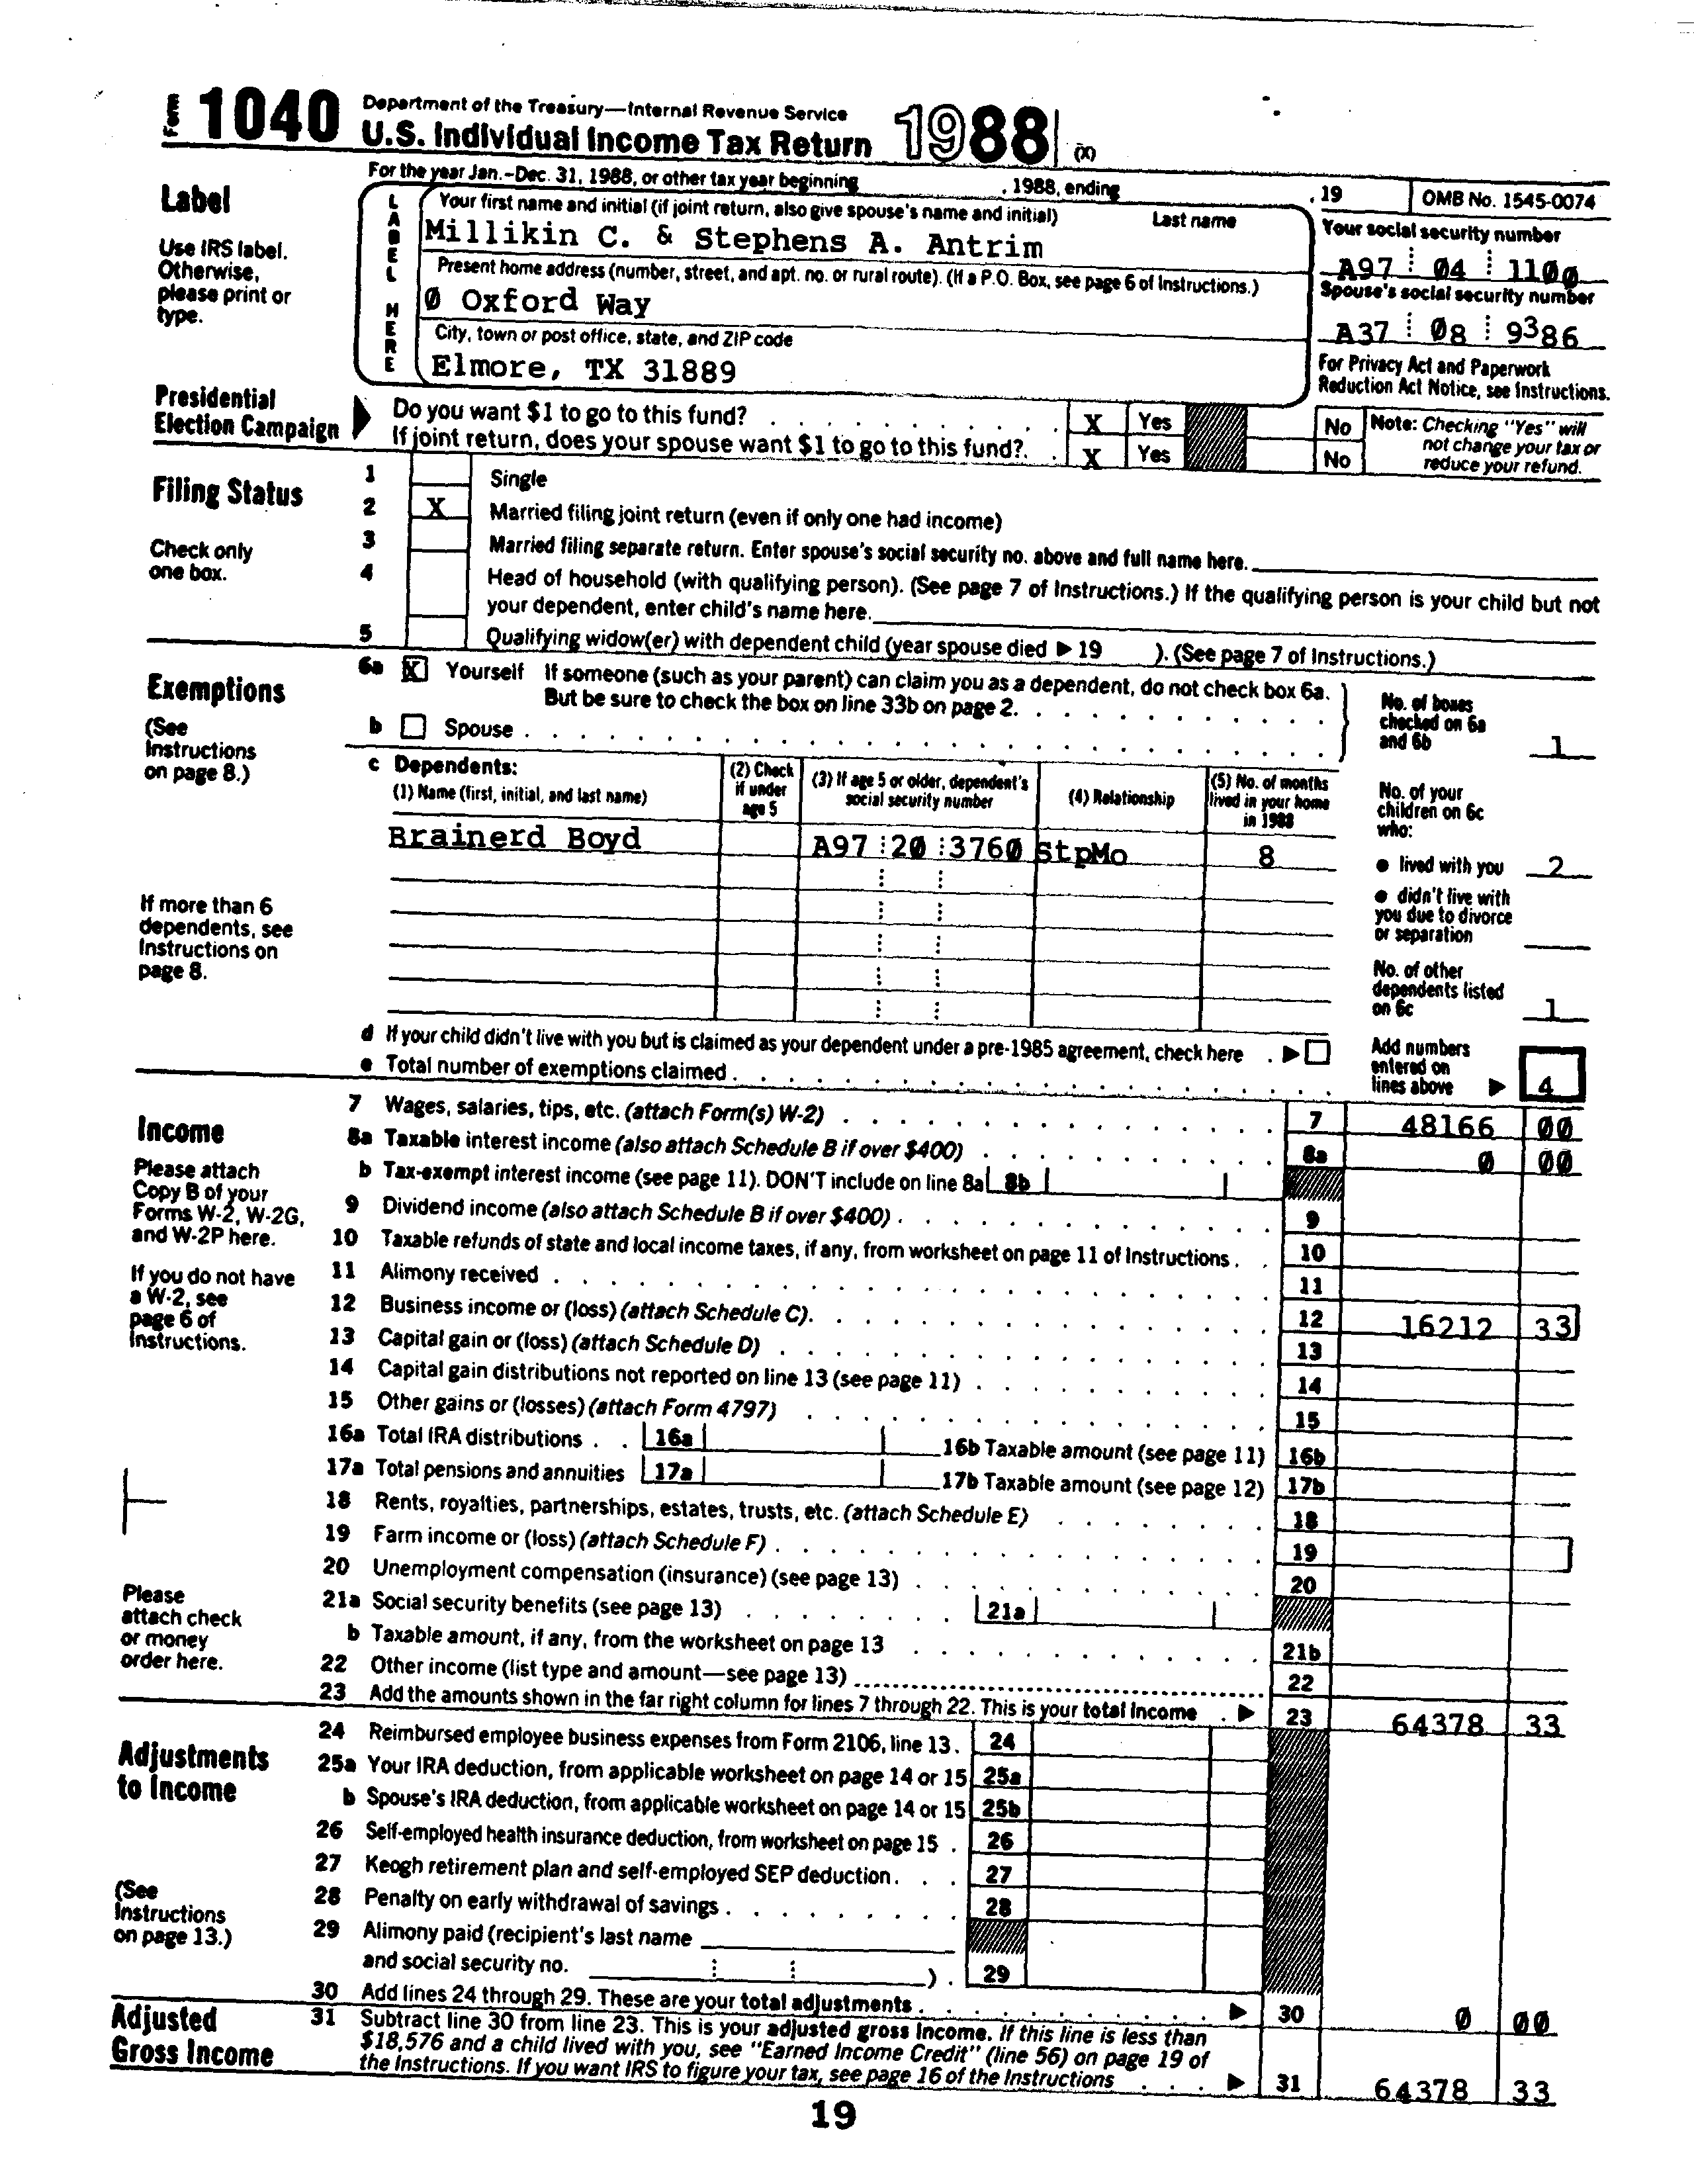 Form 1040 Department of the Treasury—Internal Revenue Service
U.S. Individual Income Tax Return 1988 (X)
For the year Jan.-Dec. 31, 1988, or other tax year beginning , 1988, ending , 19 OMB No. 1545-0074
Label
Use IRS label.
Otherwise,
please print or
type.
LABEL HERE
Your first name and initial (if joint return, also give spouse's name and initial) Last name
Millikin C. & Stephens A. Antrim
Present home address (number, street, and apt. no. or rural route). (If a P.O. Box, see page 6 of Instructions.)
0 Oxford Way
City, town or post office, state, and ZIP code
Elmore, TX 31889
Your social security number
A97 04 1100
Spouse's social security number
A37 08 9386
For Privacy Act and Paperwork
Reduction Act Notice, see Instructions.
Presidential
Election Campaign
Do you want $1 to go to this fund? X Yes No
If joint return, does your spouse want $1 to go to this fund? X Yes No
Note: Checking "Yes" will
not change your tax or
reduce your refund.
Filing Status
Check only
one box.
1 Single
2 X Married filing joint return (even if only one had income)
3 Married filing separate return. Enter spouse's social security no. above and full name here.
4 Head of household (with qualifying person). (See page 7 of Instructions.) If the qualifying person is your child but not
your dependent, enter child's name here.
5 Qualifying widow(er) with dependent child (year spouse died ▶ 19 ). (See page 7 of Instructions.)
Exemptions
(See
Instructions
on page 8.)
6a X Yourself If someone (such as your parent) can claim you as a dependent, do not check box 6a.
But be sure to check the box on line 33b on page 2.
b Spouse
No. of boxes
checked on 6a
and 6b 1
c Dependents:
(1) Name (first, initial, and last name)
(2) Check
if under
age 5
(3) If age 5 or older, dependent's
social security number
(4) Relationship
(5) No. of months
lived in your home
in 1988
Brainerd Boyd A97 20 3760 StpMo 8
No. of your
children on 6c
who:
● lived with you 2
● didn't live with
you due to divorce
or separation
No. of other
dependents listed
on 6c 1
If more than 6
dependents, see
Instructions on
page 8.
d If your child didn't live with you but is claimed as your dependent under a pre-1985 agreement, check here ▶
e Total number of exemptions claimed
Add numbers
entered on
lines above ▶ 4
Income
Please attach
Copy B of your
Forms W-2, W-2G,
and W-2P here.
If you do not have
a W-2, see
page 6 of
Instructions.
Please
attach check
or money
order here.
7 Wages, salaries, tips, etc. (attach Form(s) W-2) 7 48166 00
8a Taxable interest income (also attach Schedule B if over $400) 8a 0 00
b Tax-exempt interest income (see page 11). DON'T include on line 8a 8b
9 Dividend income (also attach Schedule B if over $400) 9
10 Taxable refunds of state and local income taxes, if any, from worksheet on page 11 of Instructions 10
11 Alimony received 11
12 Business income or (loss) (attach Schedule C) 12 16212 33
13 Capital gain or (loss) (attach Schedule D) 13
14 Capital gain distributions not reported on line 13 (see page 11) 14
15 Other gains or (losses) (attach Form 4797) 15
16a Total IRA distributions 16a 16b Taxable amount (see page 11) 16b
17a Total pensions and annuities 17a 17b Taxable amount (see page 12) 17b
18 Rents, royalties, partnerships, estates, trusts, etc. (attach Schedule E) 18
19 Farm income or (loss) (attach Schedule F) 19
20 Unemployment compensation (insurance) (see page 13) 20
21a Social security benefits (see page 13) 21a
b Taxable amount, if any, from the worksheet on page 13 21b
22 Other income (list type and amount—see page 13) 22
23 Add the amounts shown in the far right column for lines 7 through 22. This is your total income ▶ 23 64378 33
Adjustments
to Income
(See
Instructions
on page 13.)
24 Reimbursed employee business expenses from Form 2106, line 13. 24
25a Your IRA deduction, from applicable worksheet on page 14 or 15 25a
b Spouse's IRA deduction, from applicable worksheet on page 14 or 15 25b
26 Self-employed health insurance deduction, from worksheet on page 15 26
27 Keogh retirement plan and self-employed SEP deduction 27
28 Penalty on early withdrawal of savings 28
29 Alimony paid (recipient's last name
and social security no. ). 29
30 Add lines 24 through 29. These are your total adjustments ▶ 30 0 00
Adjusted
Gross Income
31 Subtract line 30 from line 23. This is your adjusted gross income. If this line is less than
$18,576 and a child lived with you, see "Earned Income Credit" (line 56) on page 19 of
the Instructions. If you want IRS to figure your tax, see page 16 of the Instructions ▶ 31 64378 33
19